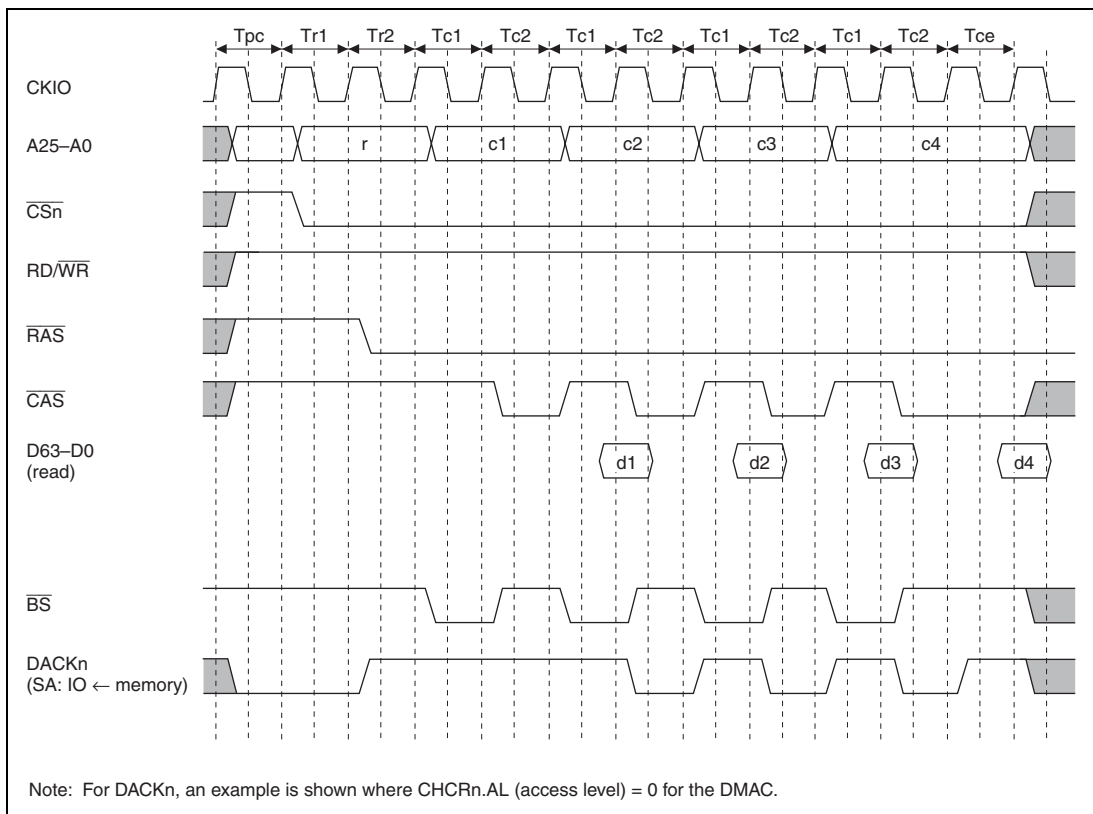 Tpc Tr1 Tr2 Tc1 Tc2 Tc1 Tc2 Tc1 Tc2 Tc1 Tc2 Tce
CKIO
A25–A0 r c1 c2 c3 c4
CSn
RD/WR
RAS
CAS
D63–D0
(read) d1 d2 d3 d4
BS
DACKn
(SA: IO ← memory)
Note: For DACKn, an example is shown where CHCRn.AL (access level) = 0 for the DMAC.